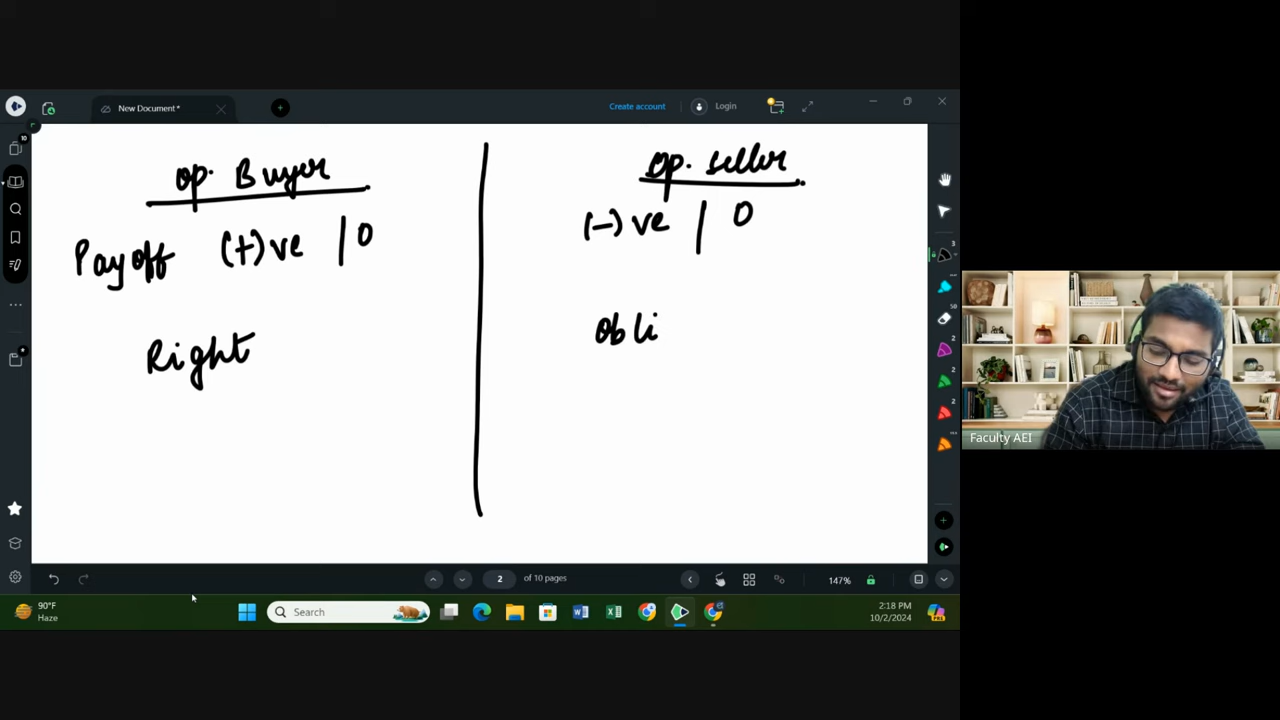 New Document*
Create account
Login
Op. Buyer
Op. seller
Payoff (+)ve | 0
(-)ve | 0
Right
obli
Faculty AEI
2 of 10 pages
147%
90°F
Haze
Search
2:18 PM
10/2/2024